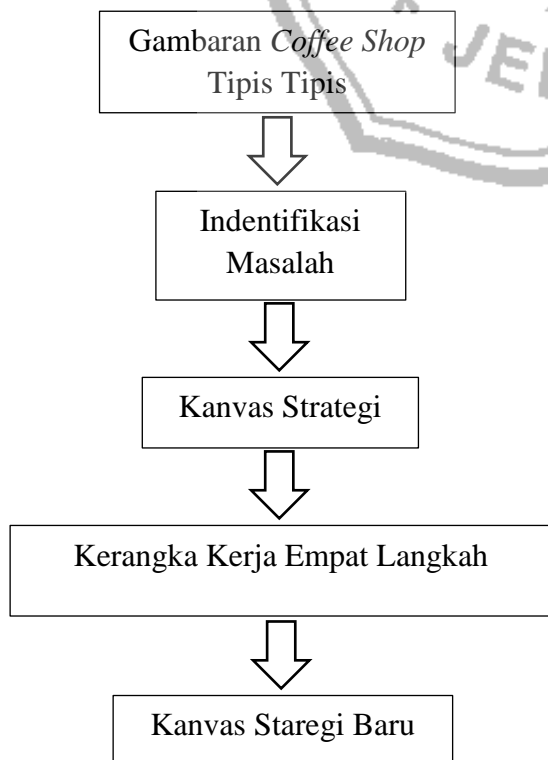 Gambaran Coffee Shop
Tipis Tipis
Indentifikasi
Masalah
Kanvas Strategi
Kerangka Kerja Empat Langkah
Kanvas Staregi Baru